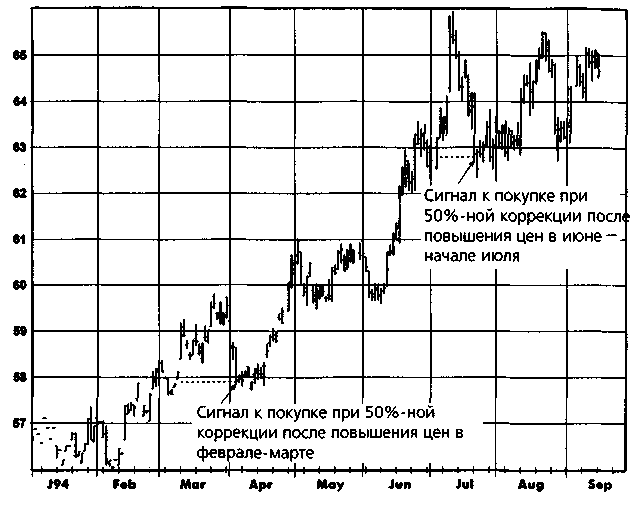 65
64
63
62
61
60
59
58
57
Сигнал к покупке при
50%-ной коррекции после
повышения цен в июне –
начале июля
Сигнал к покупке при 50%-ной
коррекции после повышения цен в
феврале-марте
J94 Feb Mar Apr May Jun Jul Aug Sep